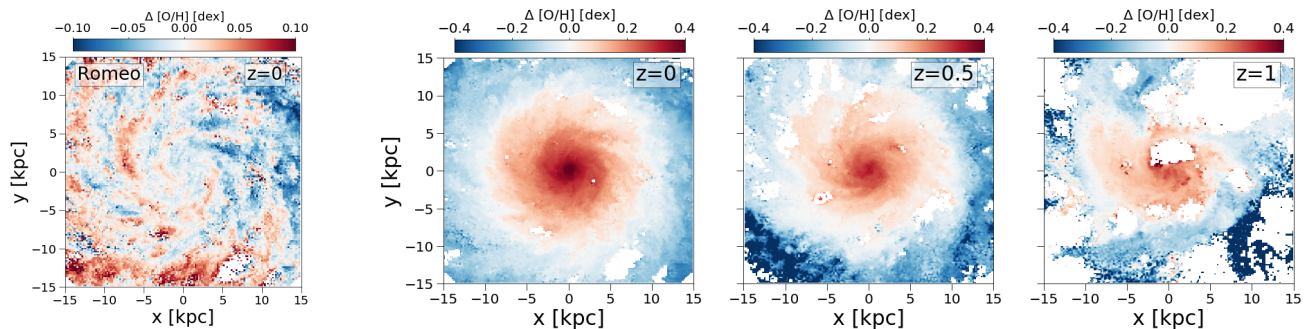 Δ [O/H] [dex]
−0.10 −0.05 0.00 0.05 0.10
Romeo z=0
15
10
5
0
−5
−10
−15
y [kpc]
−15 −10 −5 0 5 10 15
x [kpc]
Δ [O/H] [dex]
−0.4 −0.2 0.0 0.2 0.4
z=0
15
10
5
0
−5
−10
−15
y [kpc]
−15 −10 −5 0 5 10 15
x [kpc]
Δ [O/H] [dex]
−0.4 −0.2 0.0 0.2 0.4
z=0.5
−15 −10 −5 0 5 10 15
x [kpc]
Δ [O/H] [dex]
−0.4 −0.2 0.0 0.2 0.4
z=1
−15 −10 −5 0 5 10 15
x [kpc]